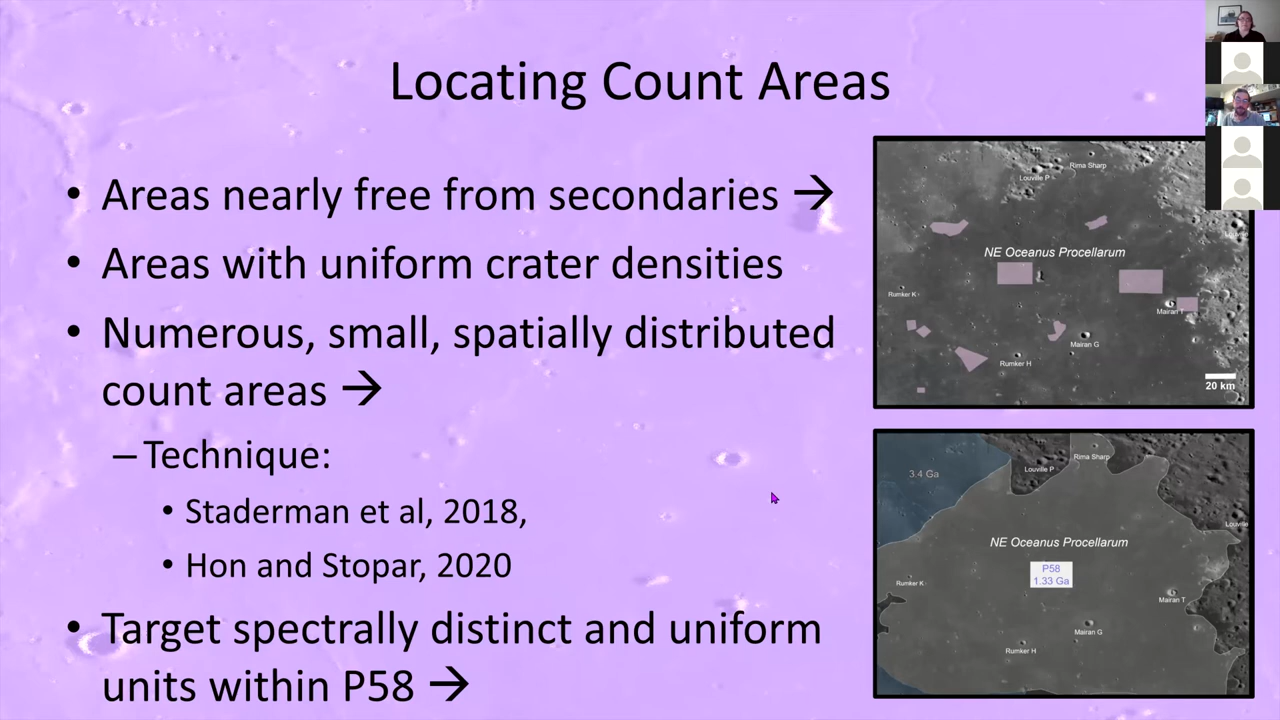 Locating Count Areas
• Areas nearly free from secondaries →
• Areas with uniform crater densities
• Numerous, small, spatially distributed
count areas →
– Technique:
• Staderman et al, 2018,
• Hon and Stopar, 2020
• Target spectrally distinct and uniform
units within P58 →
Rima Sharp
Louville P
NE Oceanus Procellarum
Rumker K
Mairan T
Mairan G
Rumker H
20 km
Rima Sharp
Louville P
3.4 Ga
Louville
NE Oceanus Procellarum
P58
1.33 Ga
Rumker K
Mairan T
Mairan G
Rumker H